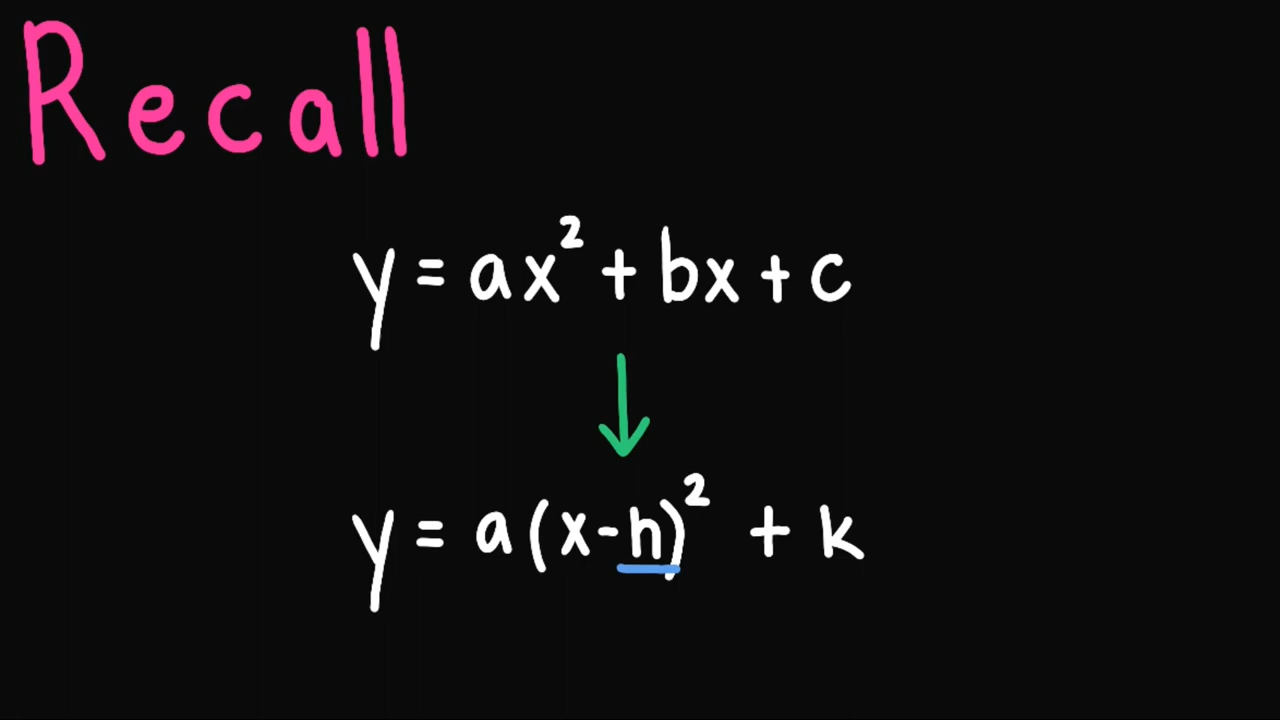 Recall
y = ax² + bx + c
y = a(x-h)² + k